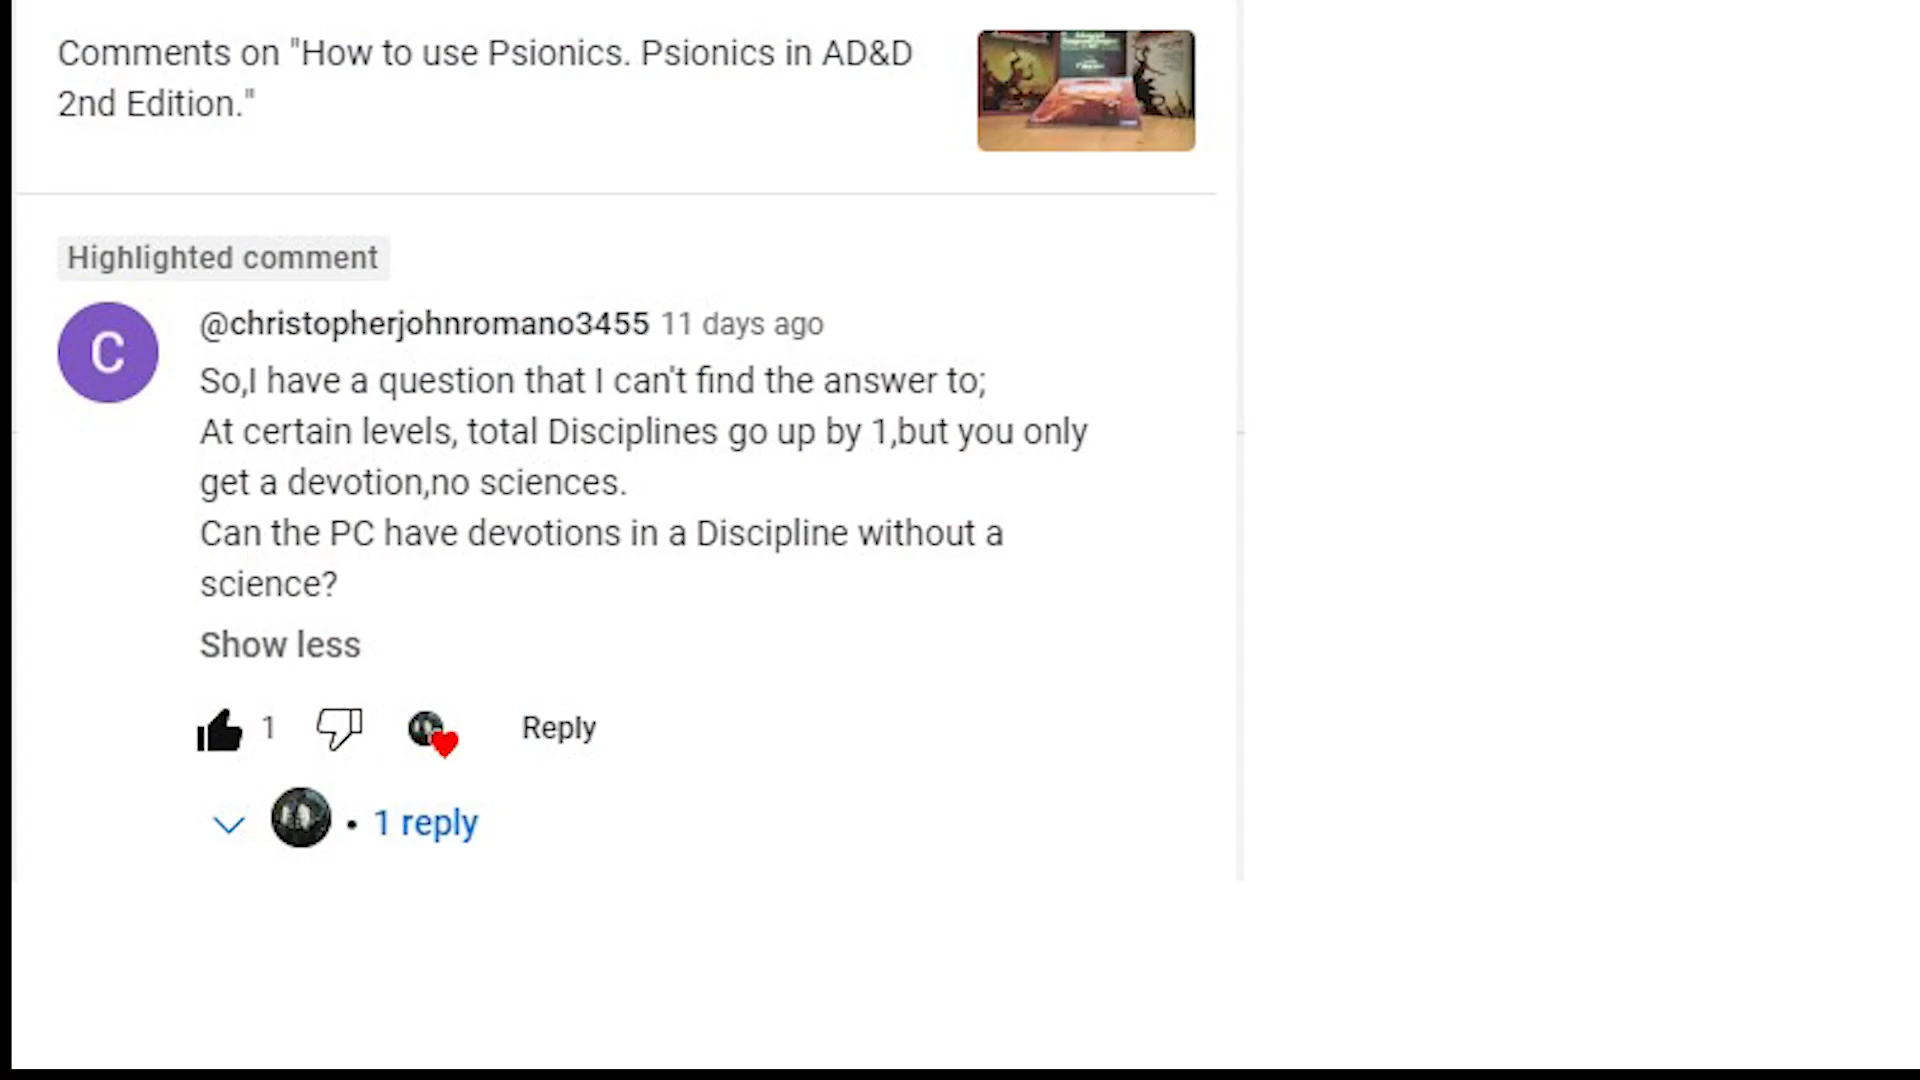 Comments on "How to use Psionics. Psionics in AD&D
2nd Edition."
Highlighted comment
C
@christopherjohnromano3455 11 days ago
So,I have a question that I can't find the answer to;
At certain levels, total Disciplines go up by 1,but you only
get a devotion,no sciences.
Can the PC have devotions in a Discipline without a
science?
Show less
1 Reply
• 1 reply